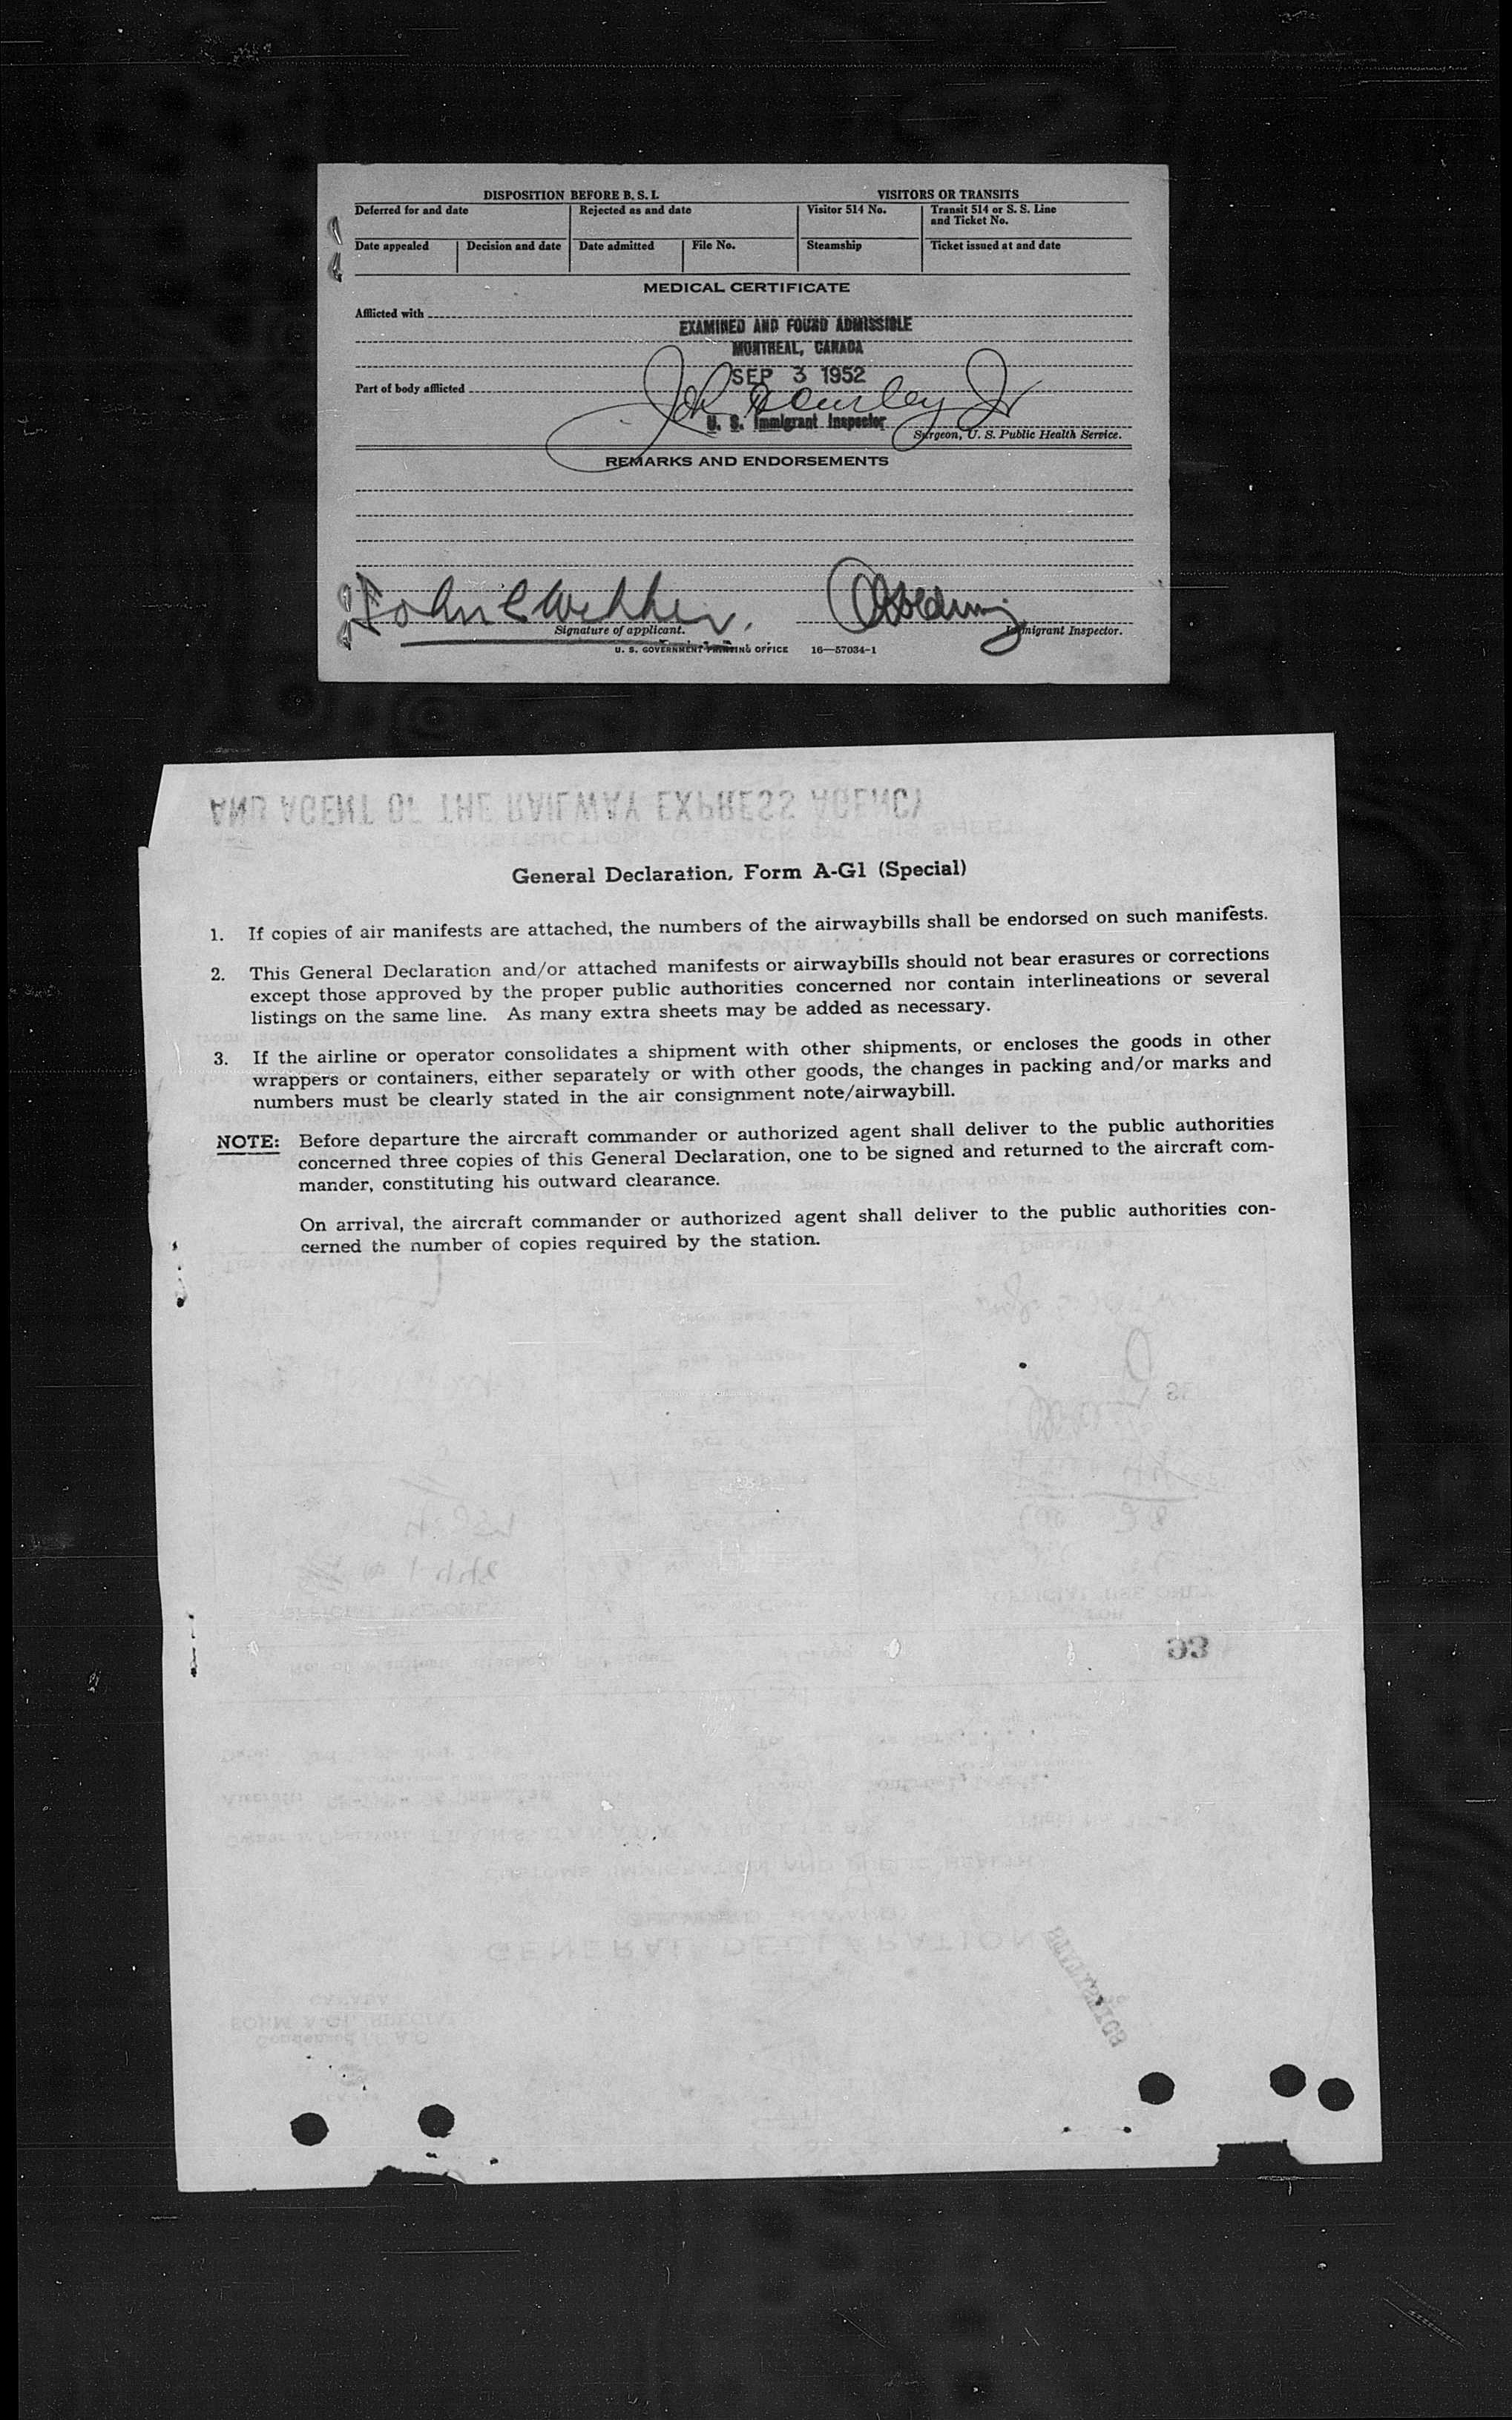 DISPOSITION BEFORE B. S. I.
VISITORS OR TRANSITS
Deferred for and date
Rejected as and date
Visitor 514 No.
Transit 514 or S. S. Line
and Ticket No.
Date appealed
Decision and date
Date admitted
File No.
Steamship
Ticket issued at and date
MEDICAL CERTIFICATE
Afflicted with
EXAMINED AND FOUND ADMISSIBLE
MONTREAL, CANADA
SEP 3 1952
Part of body afflicted
U. S. Immigrant Inspector
Surgeon, U. S. Public Health Service.
REMARKS AND ENDORSEMENTS
John
Signature of applicant.
Immigrant Inspector.
U. S. GOVERNMENT PRINTING OFFICE 16—57034-1
AND AGENT OF THE RAILWAY EXPRESS AGENCY
General Declaration, Form A-G1 (Special)
1. If copies of air manifests are attached, the numbers of the airwaybills shall be endorsed on such manifests.
2. This General Declaration and/or attached manifests or airwaybills should not bear erasures or corrections
except those approved by the proper public authorities concerned nor contain interlineations or several
listings on the same line. As many extra sheets may be added as necessary.
3. If the airline or operator consolidates a shipment with other shipments, or encloses the goods in other
wrappers or containers, either separately or with other goods, the changes in packing and/or marks and
numbers must be clearly stated in the air consignment note/airwaybill.
NOTE: Before departure the aircraft commander or authorized agent shall deliver to the public authorities
concerned three copies of this General Declaration, one to be signed and returned to the aircraft com-
mander, constituting his outward clearance.
On arrival, the aircraft commander or authorized agent shall deliver to the public authorities con-
cerned the number of copies required by the station.
GENERAL DECLARATION